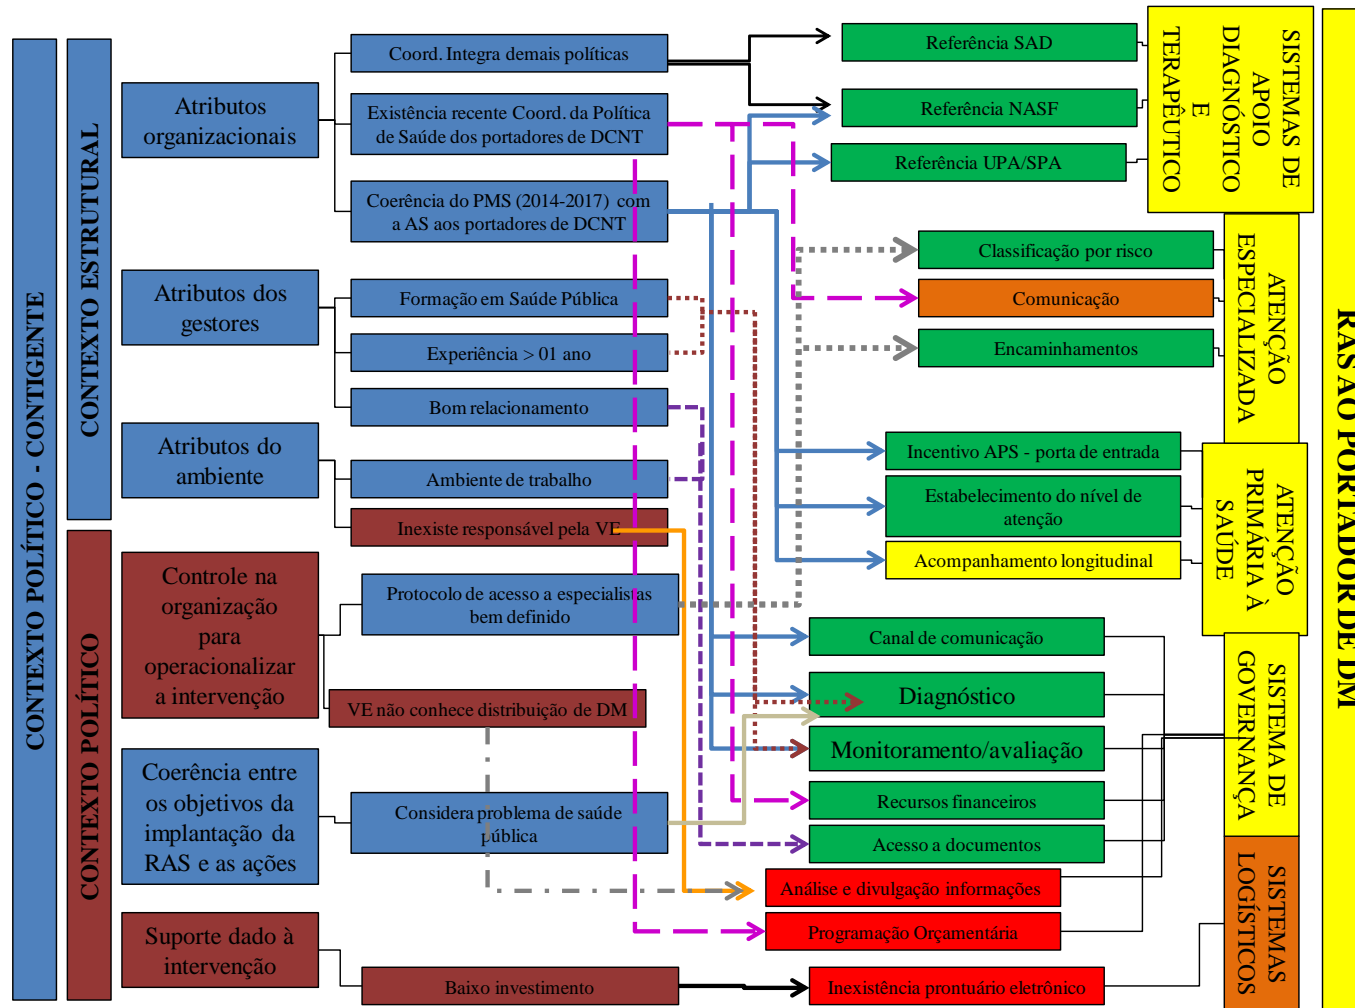 CONTEXTO POLÍTICO - CONTIGENTE
CONTEXTO ESTRUTURAL
CONTEXTO POLÍTICO
Atributos
organizacionais
Atributos dos
gestores
Atributos do
ambiente
Controle na
organização
para
operacionalizar
a intervenção
Coerência entre
os objetivos da
implantação da
RAS e as ações
Suporte dado à
intervenção
Coord. Integra demais políticas
Existência recente Coord. da Política
de Saúde dos portadores de DCNT
Coerência do PMS (2014-2017) com
a AS aos portadores de DCNT
Formação em Saúde Pública
Experiência > 01 ano
Bom relacionamento
Ambiente de trabalho
Inexiste responsável pela VE
Protocolo de acesso a especialistas
bem definido
VE não conhece distribuição de DM
Considera problema de saúde
pública
Baixo investimento
Referência SAD
Referência NASF
Referência UPA/SPA
Classificação por risco
Comunicação
Encaminhamentos
Incentivo APS - porta de entrada
Estabelecimento do nível de
atenção
Acompanhamento longitudinal
Canal de comunicação
Diagnóstico
Monitoramento/avaliação
Recursos financeiros
Acesso a documentos
Análise e divulgação informações
Programação Orçamentária
Inexistência prontuário eletrônico
SISTEMAS DE
APOIO
DIAGNÓSTICO
E
TERAPÊUTICO
ATENÇÃO
ESPECIALIZADA
ATENÇÃO
PRIMÁRIA À
SAÚDE
SISTEMA DE
GOVERNANÇA
SISTEMAS
LOGÍSTICOS
RAS AO PORTADOR DE DM